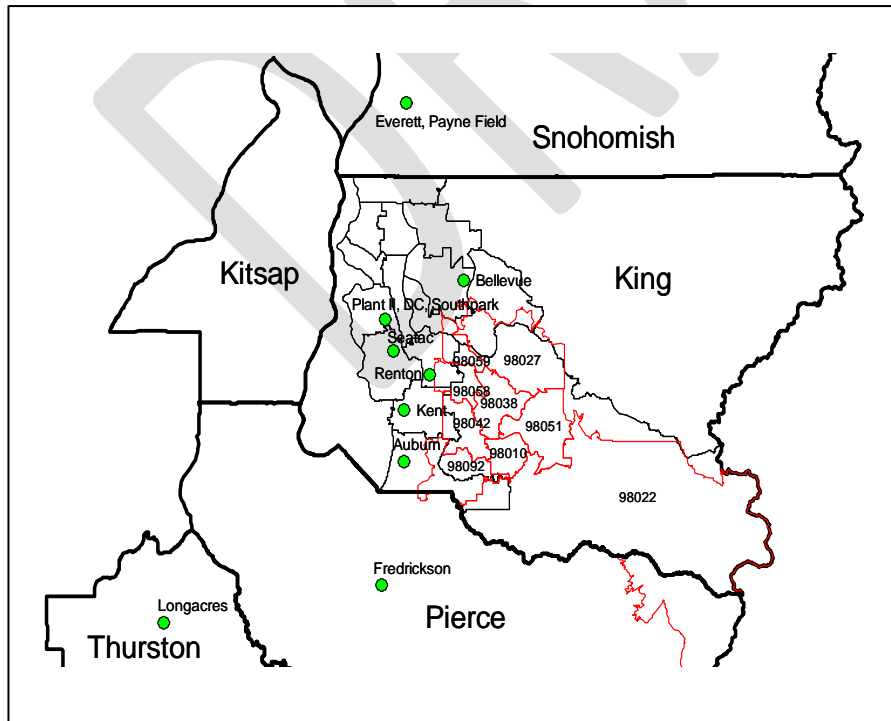 Everett, Payne Field
Snohomish
Kitsap
King
Bellevue
Plant II, DC, Southpark
Seatac
98059
98027
Renton
98058
98038
Kent
98042
98051
Auburn
98010
98092
98022
Fredrickson
Longacres
Pierce
Thurston